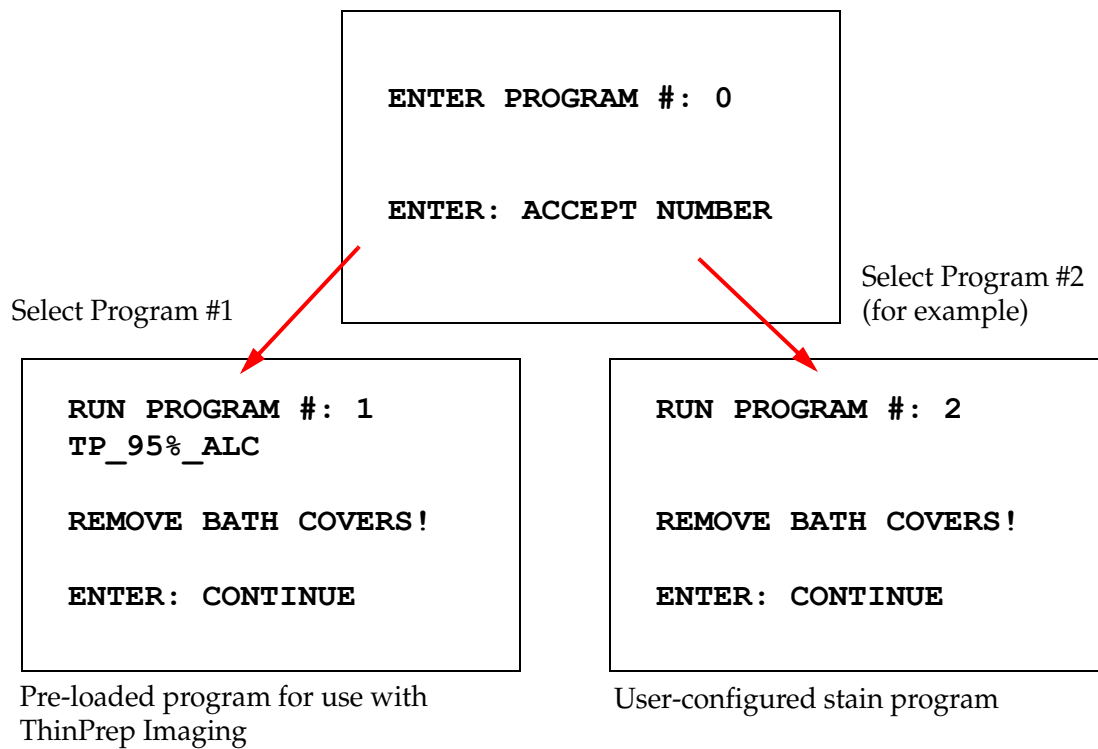 ENTER PROGRAM #: 0
ENTER: ACCEPT NUMBER
Select Program #1
Select Program #2
(for example)
RUN PROGRAM #: 1
TP_95%_ALC
REMOVE BATH COVERS!
ENTER: CONTINUE
RUN PROGRAM #: 2
REMOVE BATH COVERS!
ENTER: CONTINUE
Pre-loaded program for use with
ThinPrep Imaging
User-configured stain program